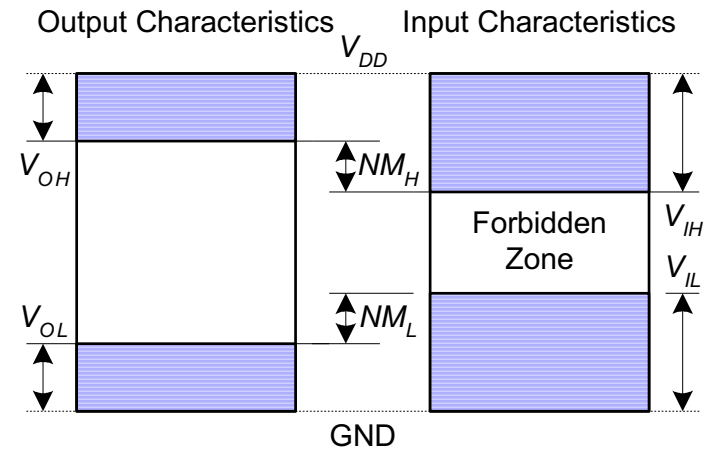 Output Characteristics
Input Characteristics
V_DD
V_OH
NM_H
Forbidden
Zone
V_IH
V_IL
V_OL
NM_L
GND